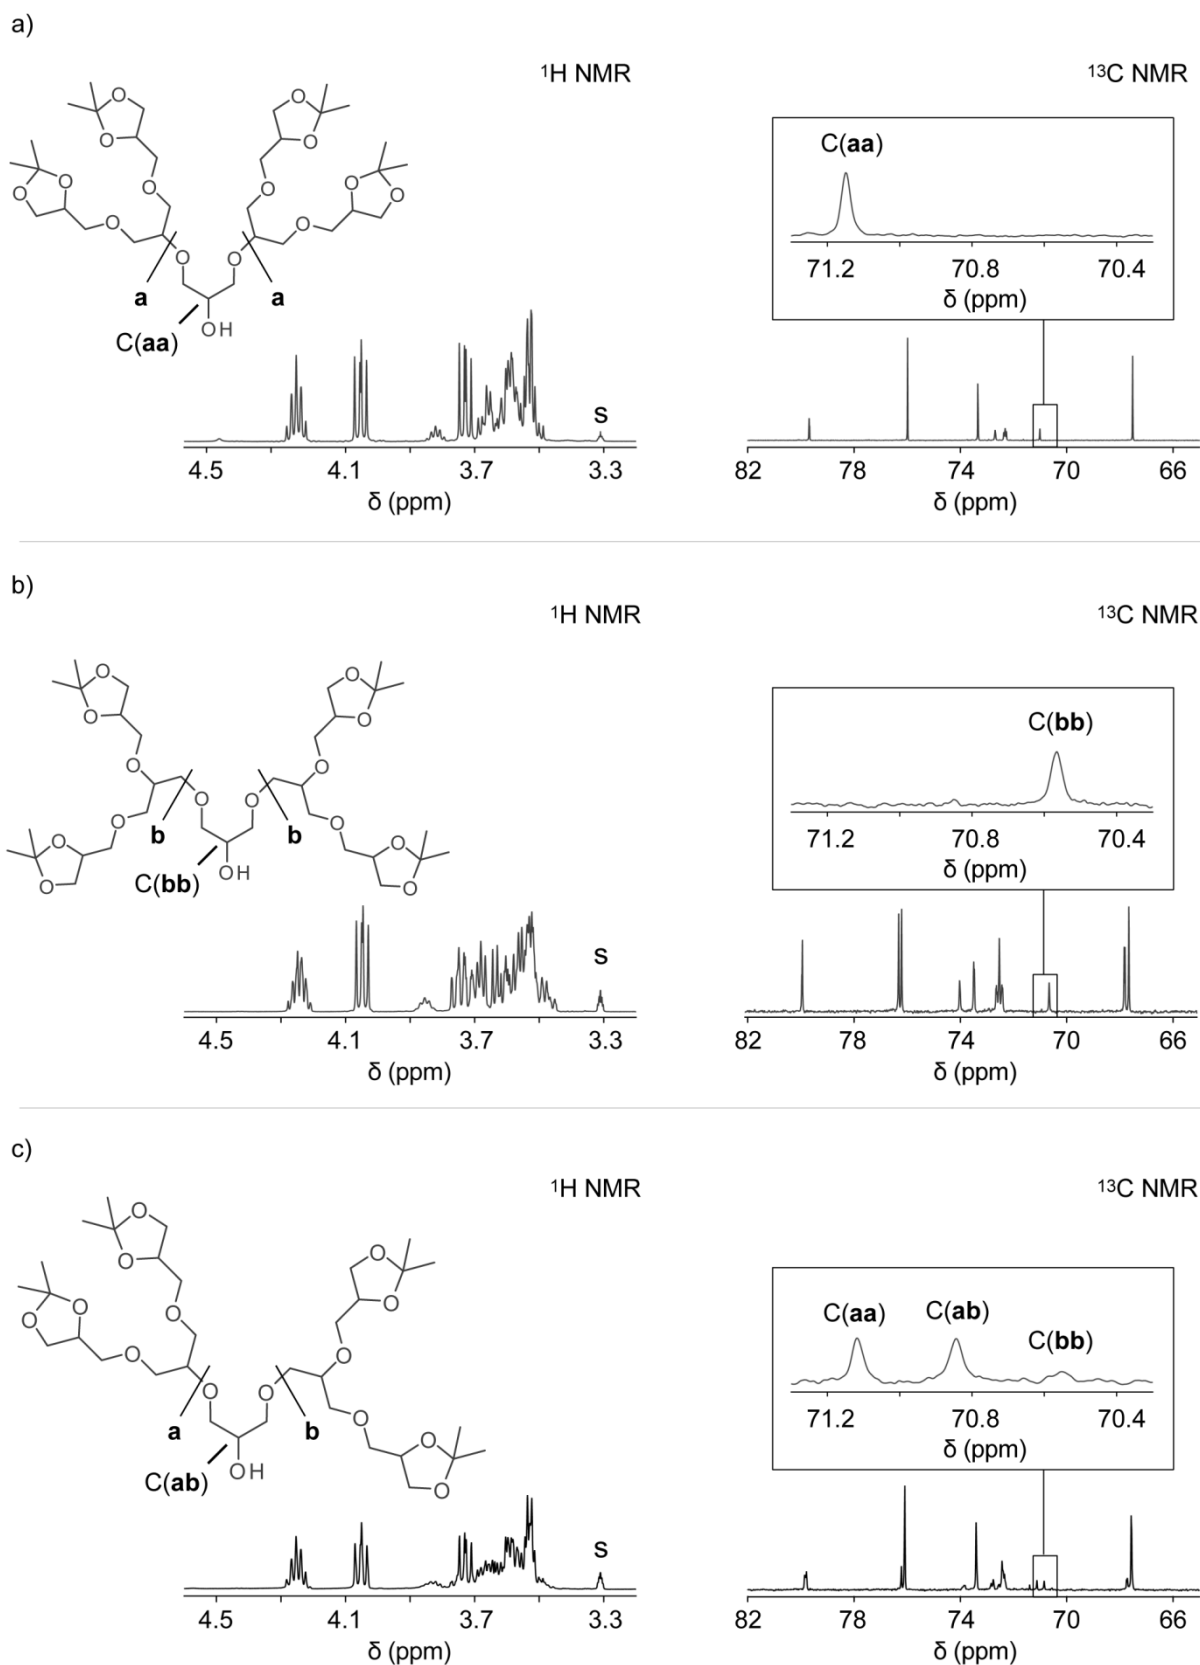 a)
¹H NMR
¹³C NMR
O
O
O
O
O
O
O
O
O
O
O
O
O
O
a
a
C(aa)
OH
S
4.5 4.1 3.7 3.3
δ (ppm)
C(aa)
71.2 70.8 70.4
δ (ppm)
82 78 74 70 66
δ (ppm)
b)
¹H NMR
¹³C NMR
O
O
O
O
O
O
O
O
O
O
O
O
O
O
b
b
C(bb)
OH
S
4.5 4.1 3.7 3.3
δ (ppm)
C(bb)
71.2 70.8 70.4
δ (ppm)
82 78 74 70 66
δ (ppm)
c)
¹H NMR
¹³C NMR
O
O
O
O
O
O
O
O
O
O
O
O
O
O
a
b
C(ab)
OH
S
4.5 4.1 3.7 3.3
δ (ppm)
C(aa) C(ab) C(bb)
71.2 70.8 70.4
δ (ppm)
82 78 74 70 66
δ (ppm)